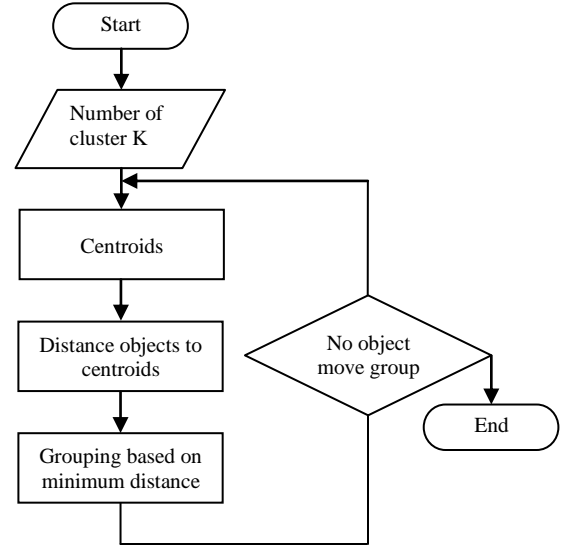 Start
Number of
cluster K
Centroids
Distance objects to
centroids
Grouping based on
minimum distance
No object
move group
End